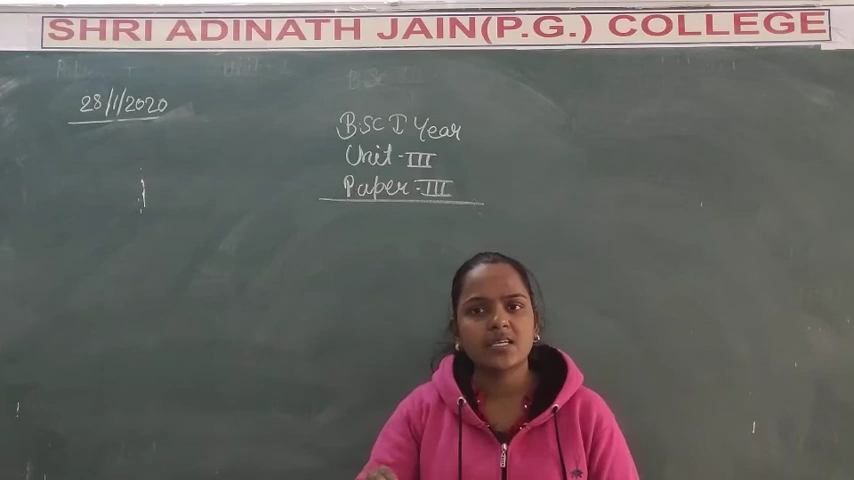 SHRI ADINATH JAIN(P.G.) COLLEGE
28/1/2020
B.SC I Year
Unit-III
Paper-III